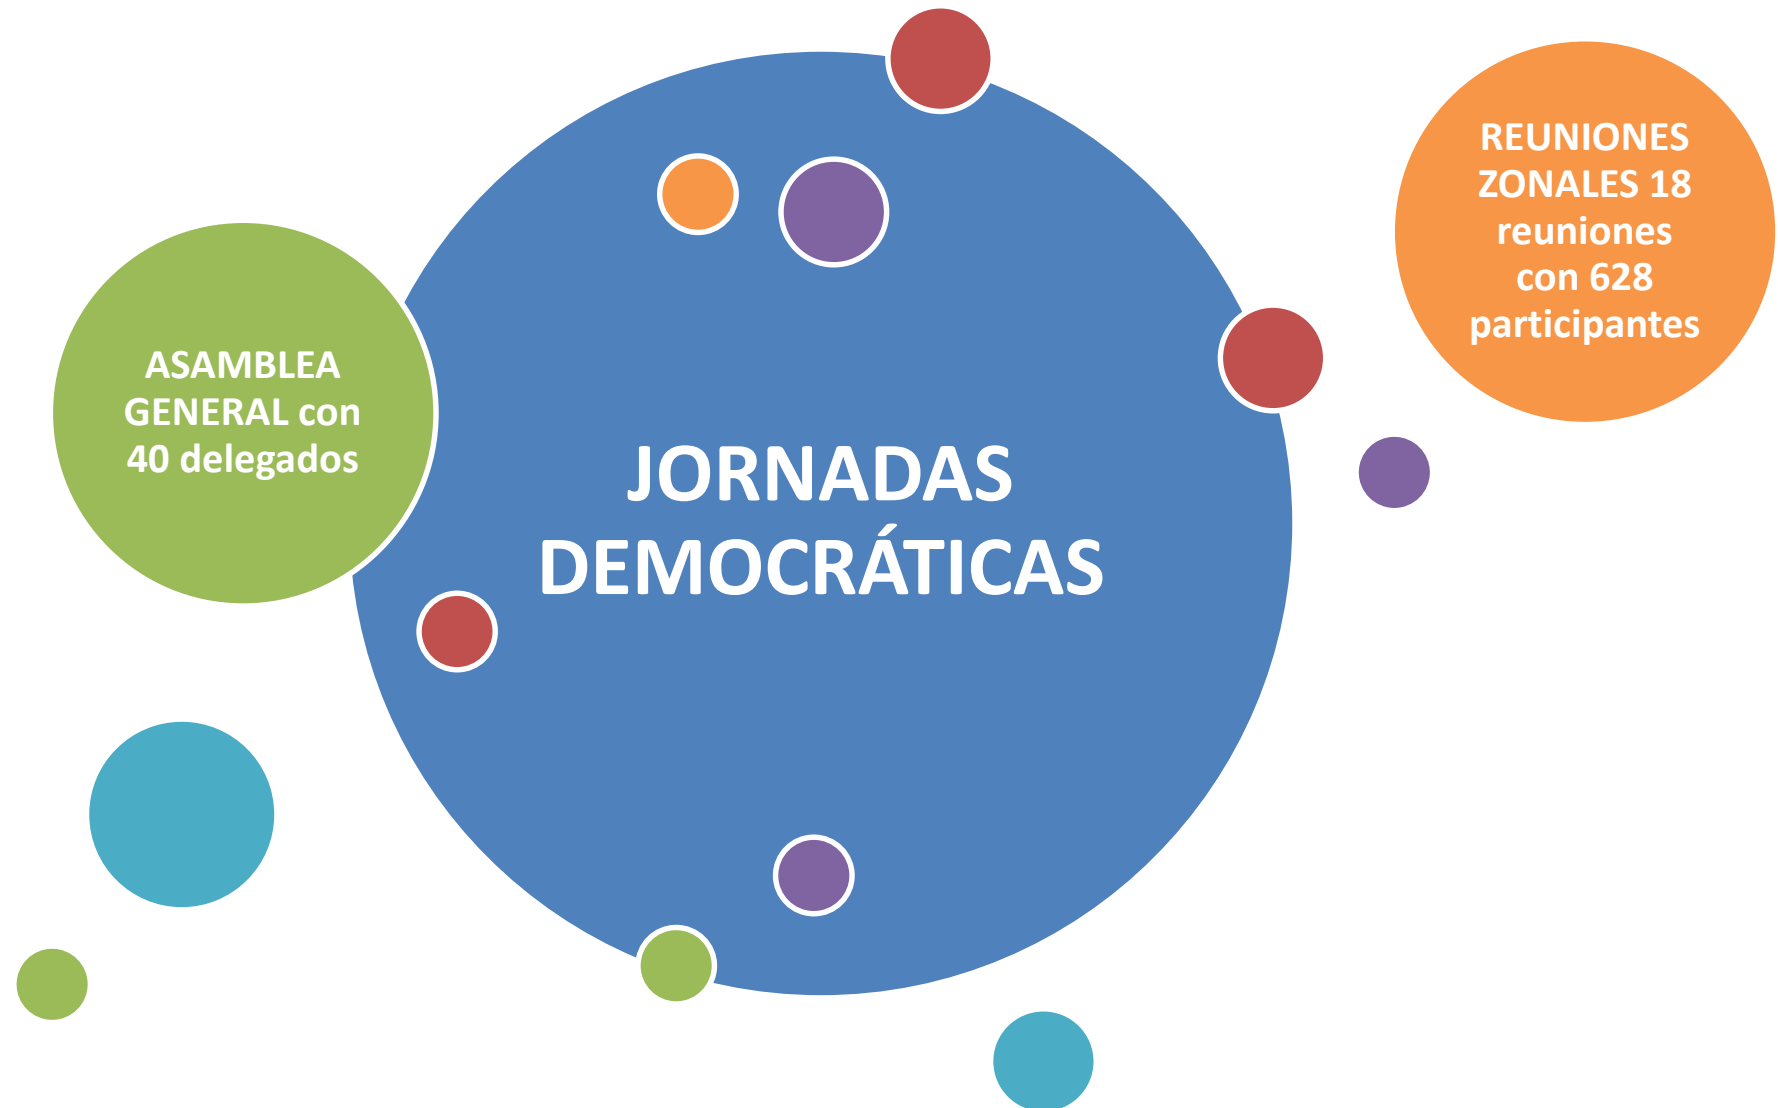 JORNADAS
DEMOCRÁTICAS
ASAMBLEA
GENERAL con
40 delegados
REUNIONES
ZONALES 18
reuniones
con 628
participantes